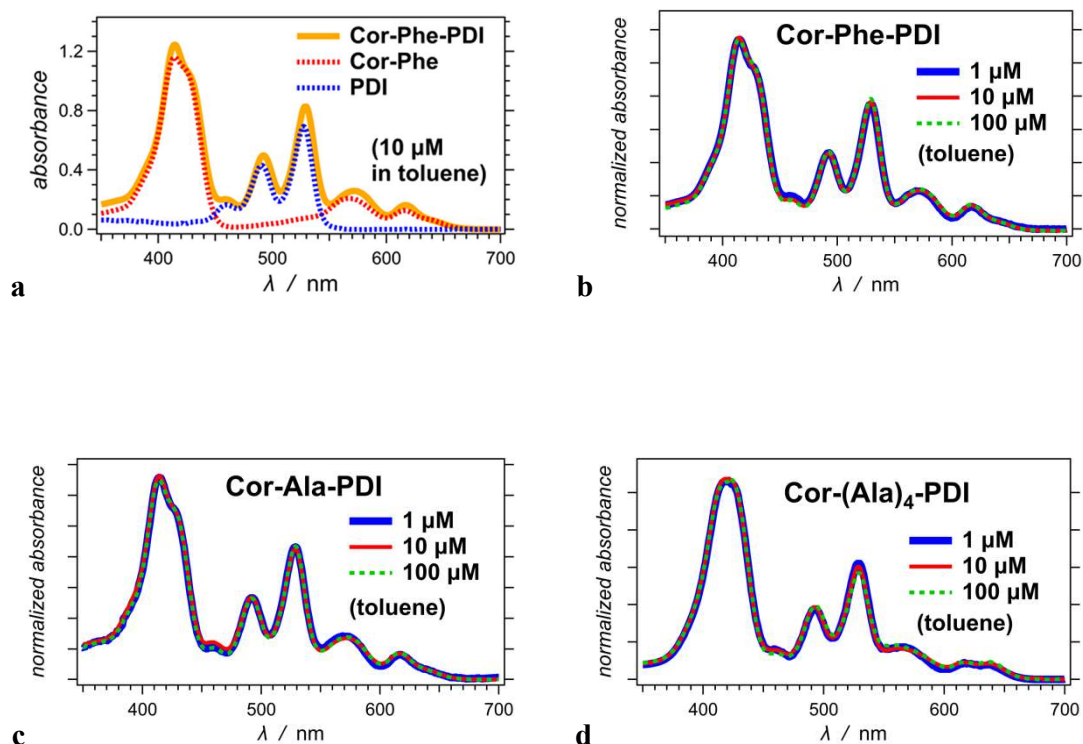 absorbance
1.2
0.8
0.4
0.0
Cor-Phe-PDI
Cor-Phe
PDI
(10 µM
in toluene)
400
500
600
700
λ / nm
a
normalized absorbance
Cor-Phe-PDI
1 µM
10 µM
100 µM
(toluene)
400
500
600
700
λ / nm
b
normalized absorbance
Cor-Ala-PDI
1 µM
10 µM
100 µM
(toluene)
400
500
600
700
λ / nm
c
normalized absorbance
Cor-(Ala)₄-PDI
1 µM
10 µM
100 µM
(toluene)
400
500
600
700
λ / nm
d